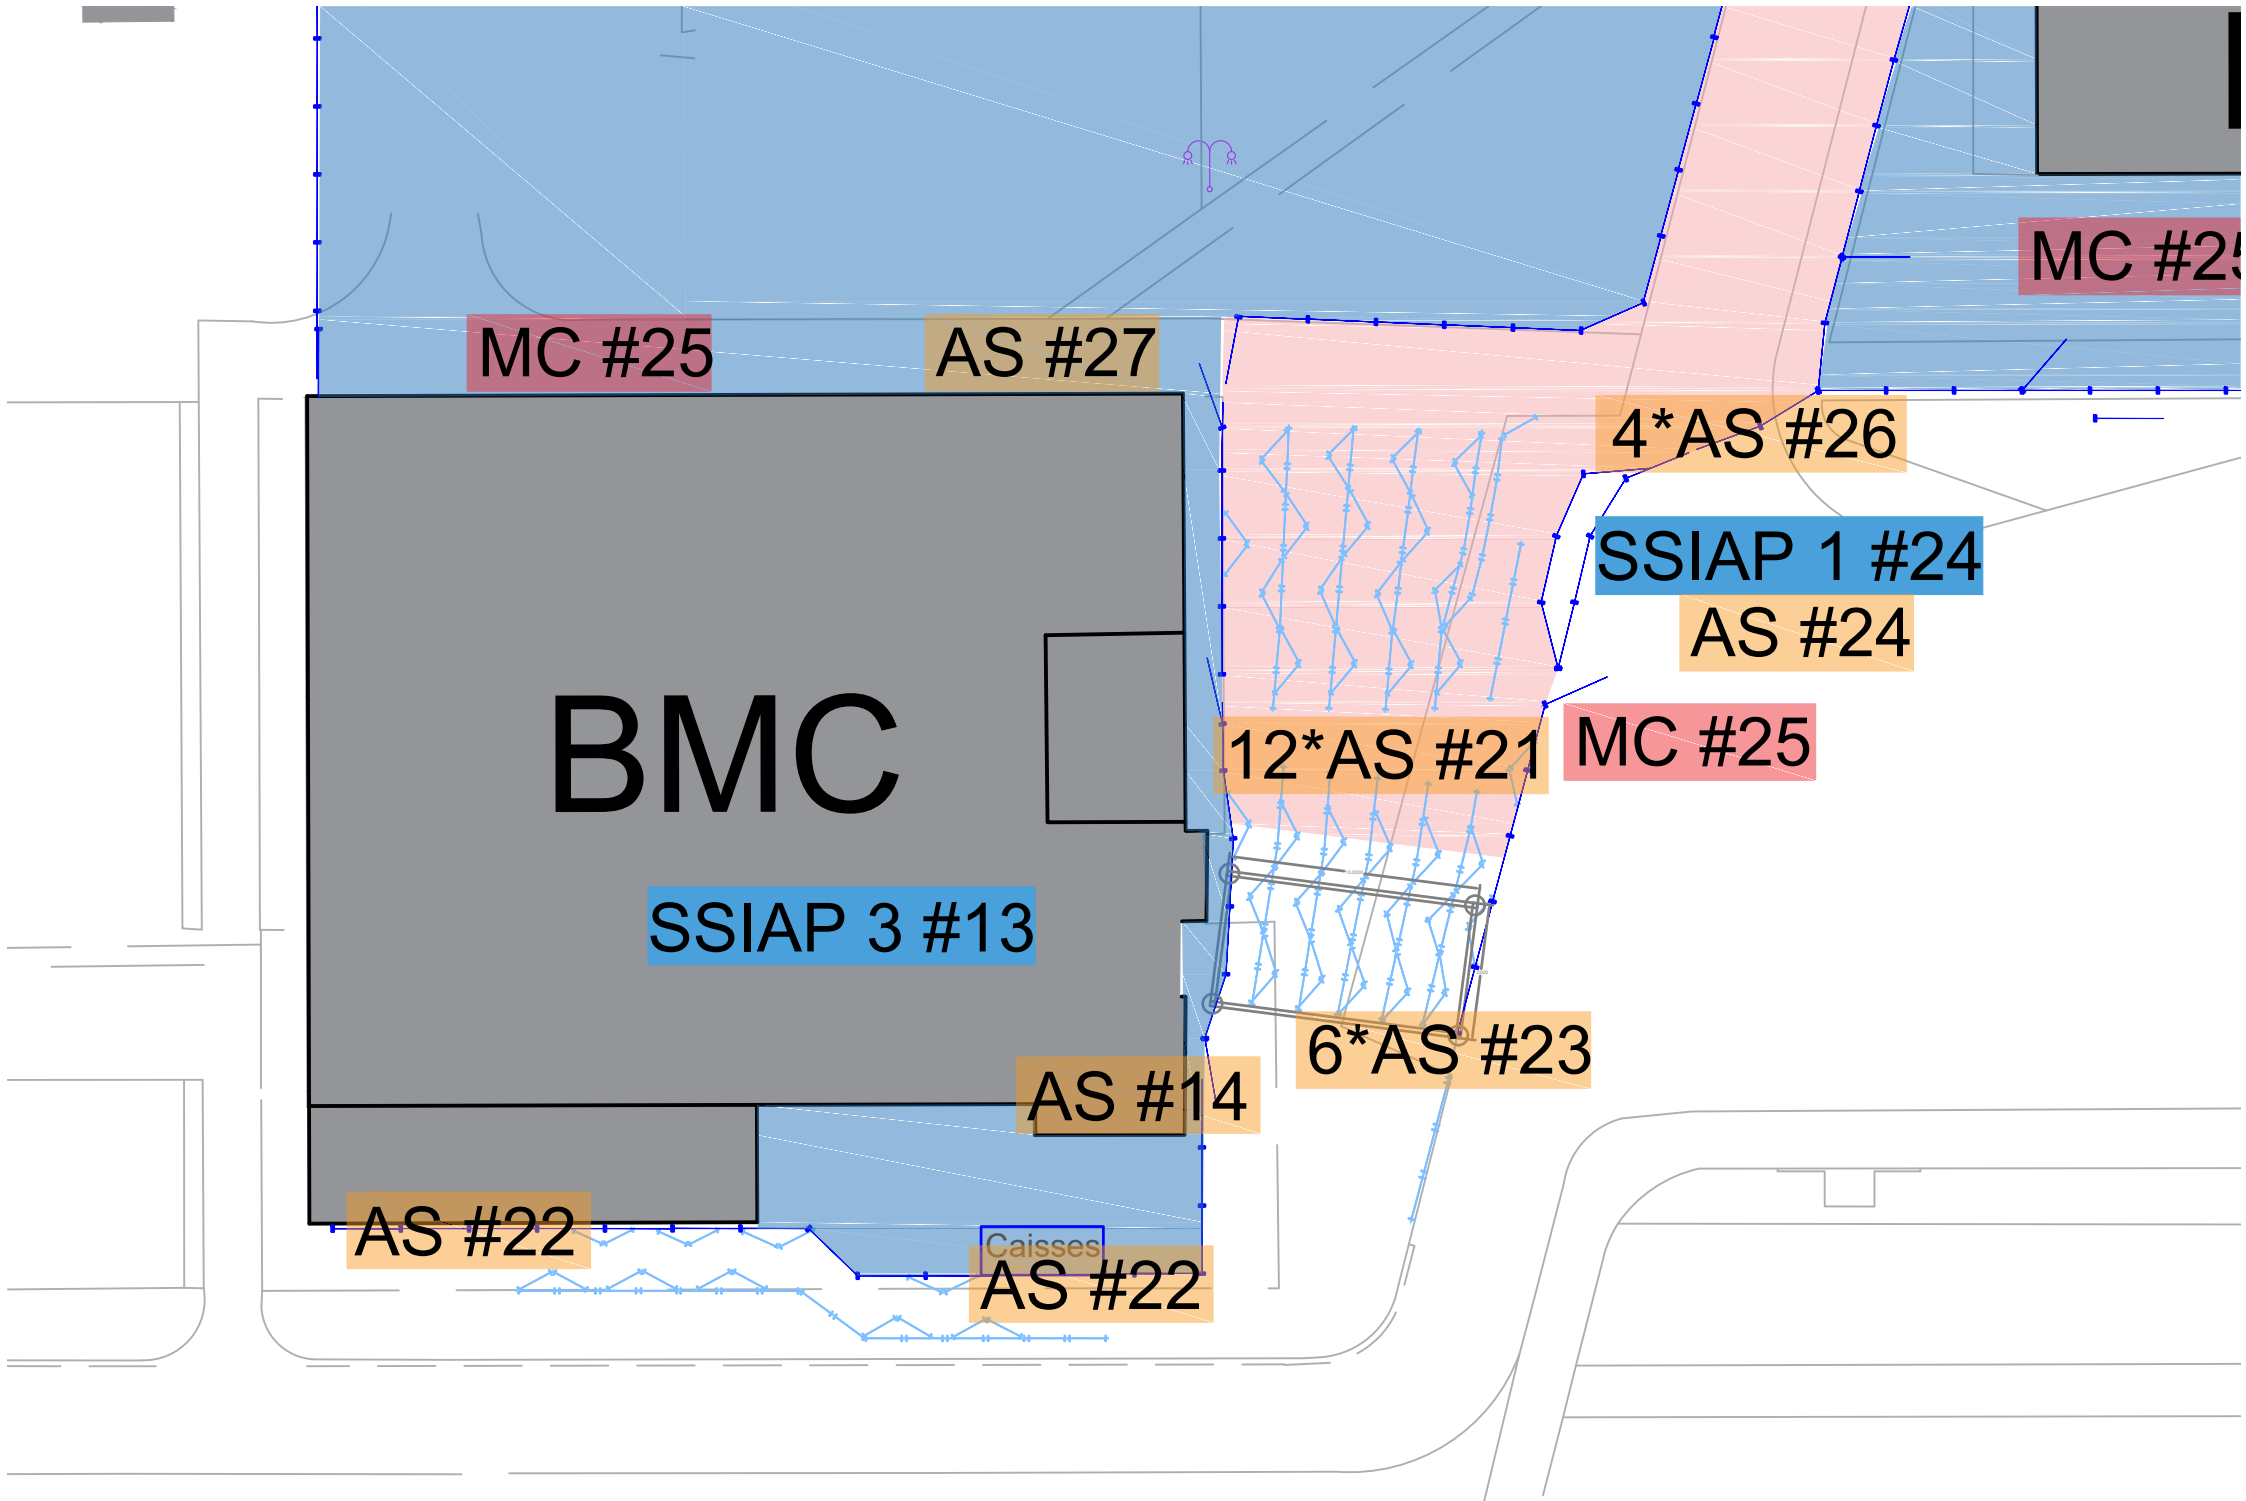 MC #25
MC #25
AS #27
4*AS #26
SSIAP 1 #24
AS #24
BMC
12*AS #21
MC #25
SSIAP 3 #13
6*AS #23
AS #14
AS #22
Caisses
AS #22